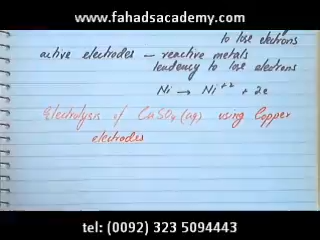 www.fahadsacademy.com
to lose electrons
active electrodes — reactive metals
tendency to lose electrons
Ni → Ni⁺² + 2e
Electrolysis of CuSO₄ (aq) using Copper
electrodes
tel: (0092) 323 5094443